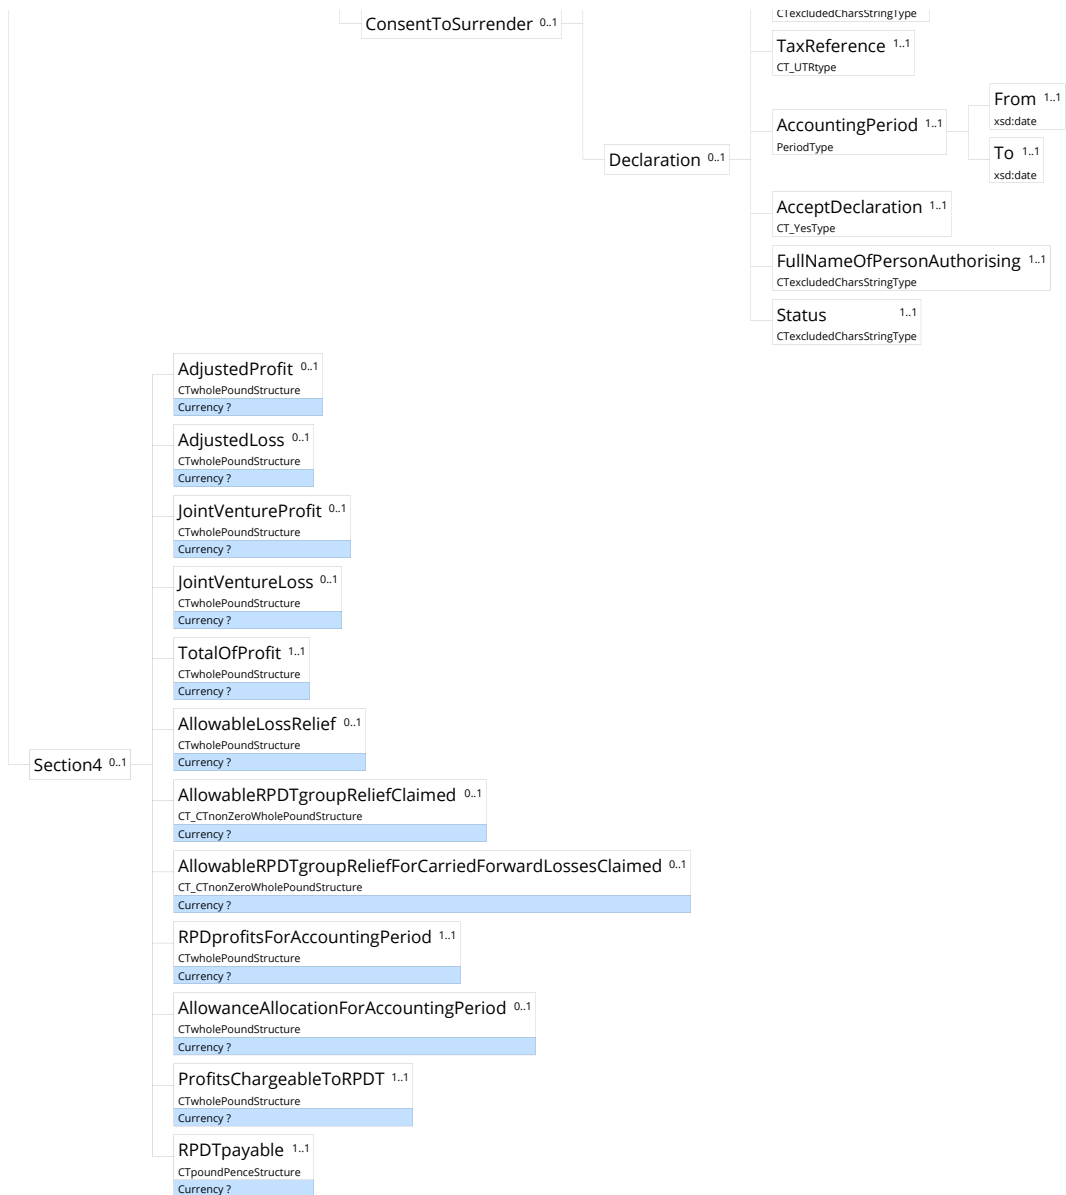 ConsentToSurrender 0..1
CTexcludedCharsStringType
TaxReference 1..1
CT_UTRtype
From 1..1
xsd:date
AccountingPeriod 1..1
PeriodType
To 1..1
xsd:date
Declaration 0..1
AcceptDeclaration 1..1
CT_YesType
FullNameOfPersonAuthorising 1..1
CTexcludedCharsStringType
Status 1..1
CTexcludedCharsStringType
AdjustedProfit 0..1
CTwholePoundStructure
Currency ?
AdjustedLoss 0..1
CTwholePoundStructure
Currency ?
JointVentureProfit 0..1
CTwholePoundStructure
Currency ?
JointVentureLoss 0..1
CTwholePoundStructure
Currency ?
TotalOfProfit 1..1
CTwholePoundStructure
Currency ?
AllowableLossRelief 0..1
CTwholePoundStructure
Currency ?
Section4 0..1
AllowableRPDTgroupReliefClaimed 0..1
CT_CTnonZeroWholePoundStructure
Currency ?
AllowableRPDTgroupReliefForCarriedForwardLossesClaimed 0..1
CT_CTnonZeroWholePoundStructure
Currency ?
RPDprofitsForAccountingPeriod 1..1
CTwholePoundStructure
Currency ?
AllowanceAllocationForAccountingPeriod 0..1
CTwholePoundStructure
Currency ?
ProfitsChargeableToRPDT 1..1
CTwholePoundStructure
Currency ?
RPDTpayable 1..1
CTpoundPenceStructure
Currency ?